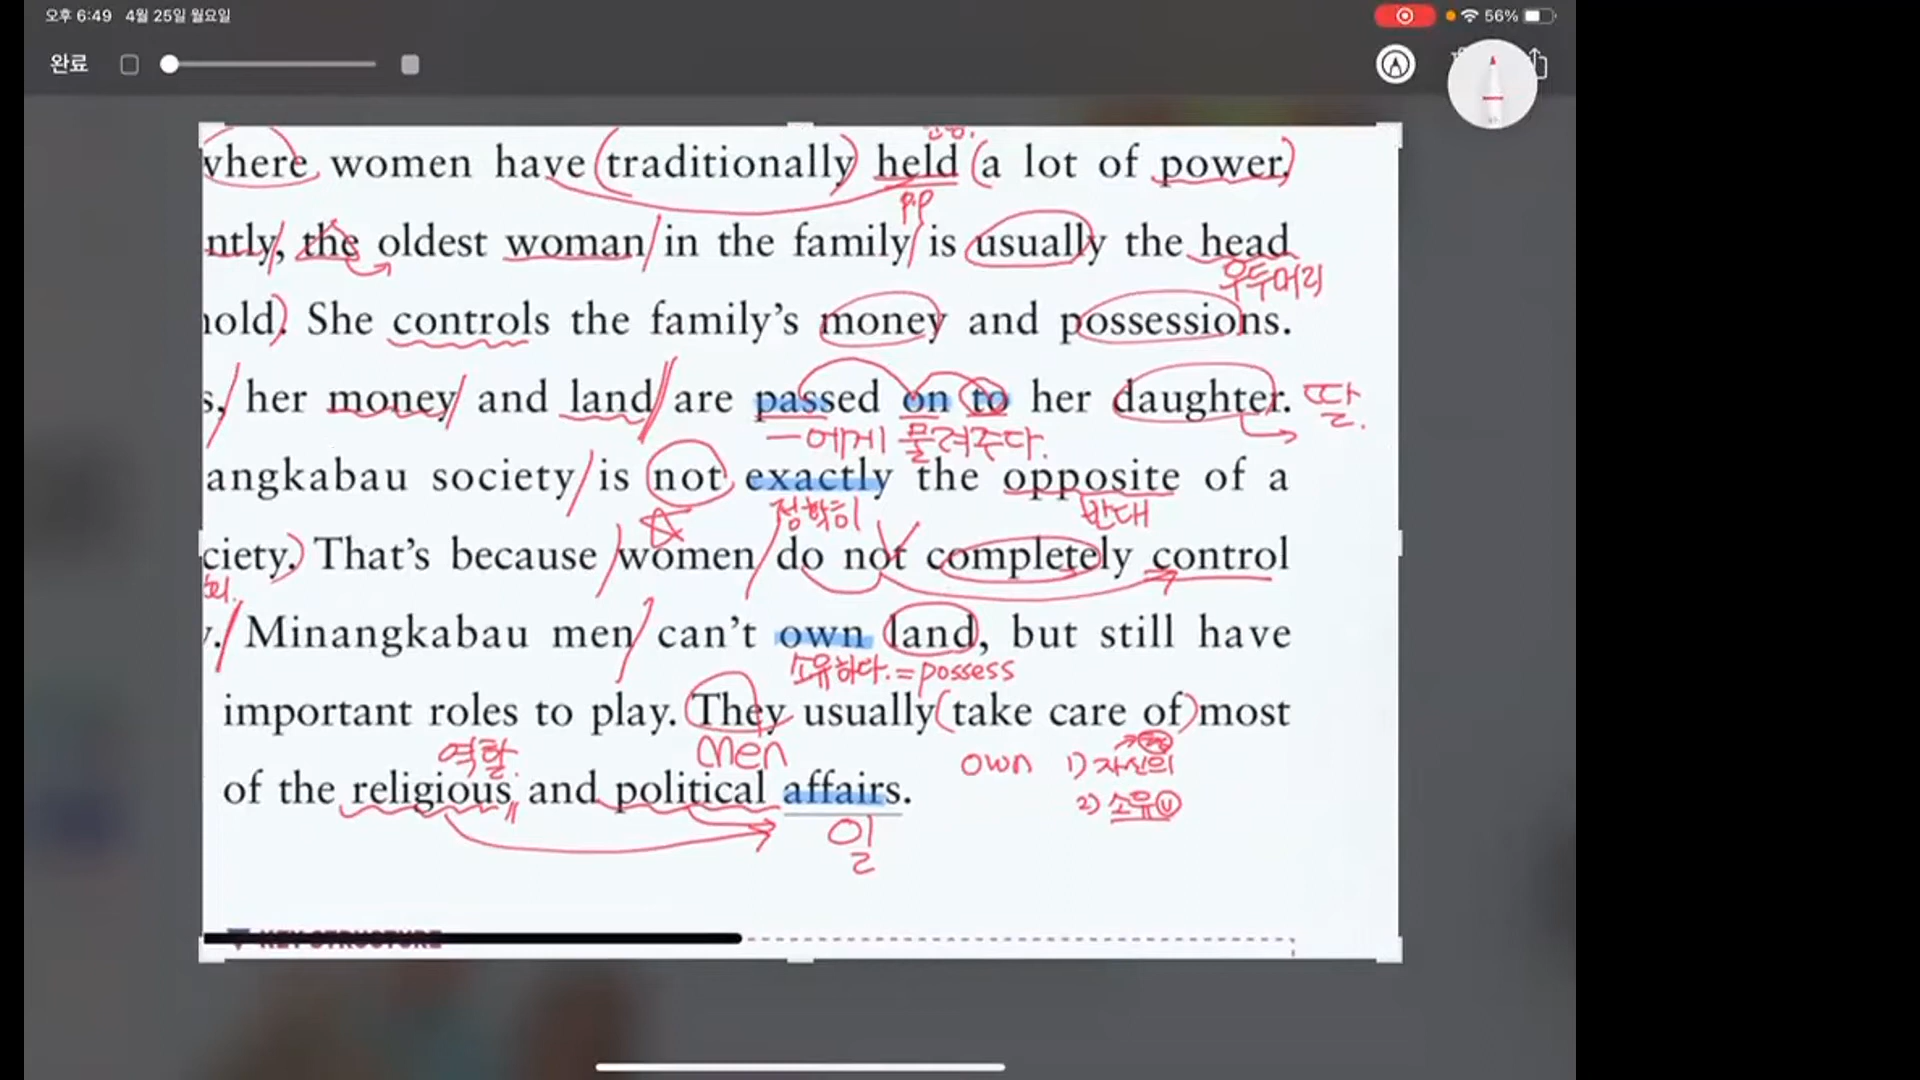 오후 6:49 4월 25일 월요일
56%
완료
where women have traditionally held a lot of power.
pp
ntly, the oldest woman in the family is usually the head
우두머리
hold. She controls the family's money and possessions.
s, her money and land are passed on to her daughter. 딸.
-에게 물려주다.
angkabau society is not exactly the opposite of a
정확히 반대
ciety. That's because women do not completely control
회.
y. Minangkabau men can't own land, but still have
소유하다. = possess
important roles to play. They usually take care of most
역할. men own 1) 자신의
of the religious and political affairs. 2) 소유
일
KEY STRUCTURE